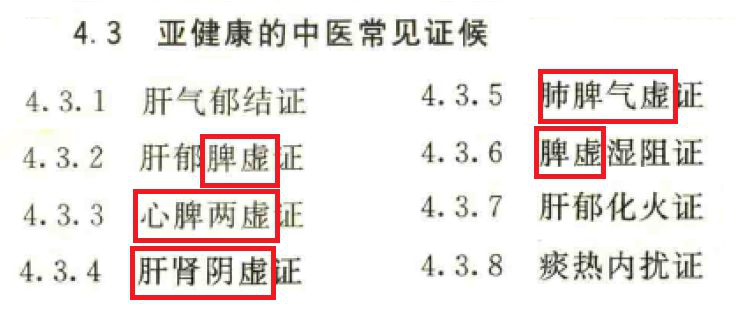 4.3 亚健康的中医常见证候
4.3.1 肝气郁结证
4.3.2 肝郁脾虚证
4.3.3 心脾两虚证
4.3.4 肝肾阴虚证
4.3.5 肺脾气虚证
4.3.6 脾虚湿阻证
4.3.7 肝郁化火证
4.3.8 痰热内扰证